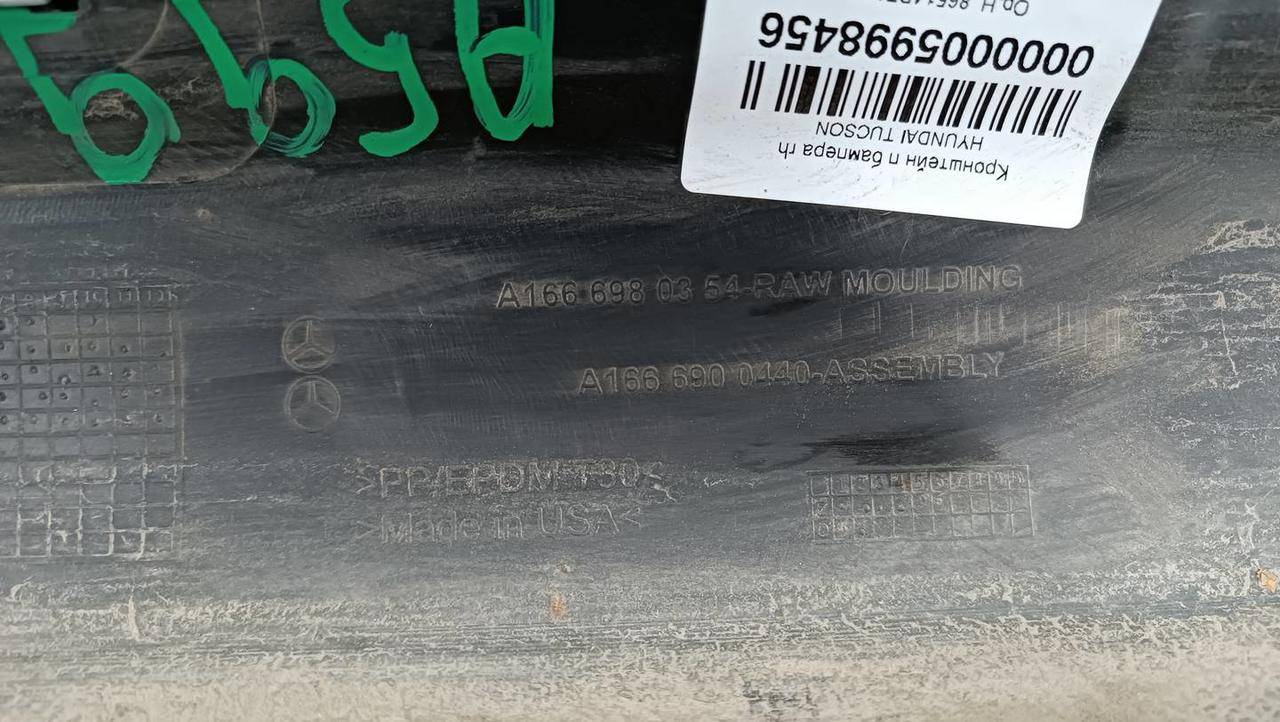 A599
Кронштейн п бампера rh
HYUNDAI TUCSON
0000005998456
A166 698 03 54-RAW MOULDING
A166 690 0440-ASSEMBLY
>PP/EPDM-T30<
>Made in USA<